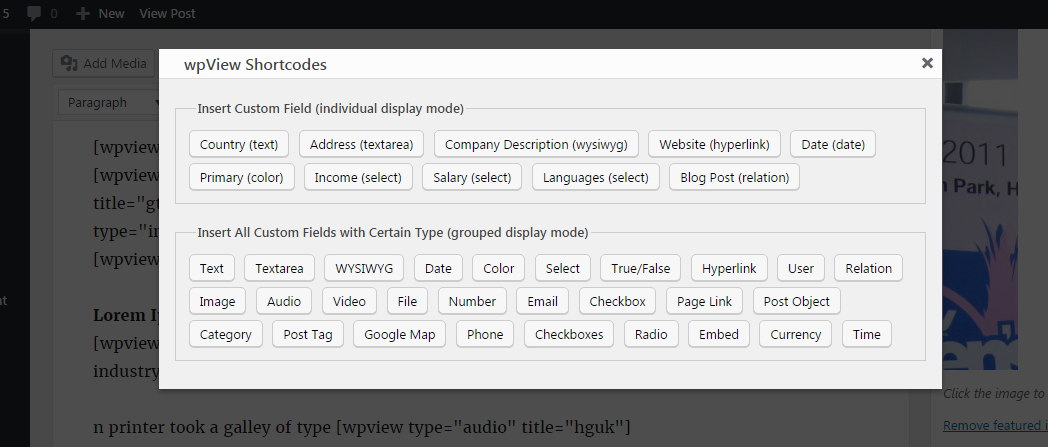 5 0 New View Post
wpView Shortcodes
Add Media
Insert Custom Field (individual display mode)
Paragraph
Country (text) Address (textarea) Company Description (wysiwyg) Website (hyperlink) Date (date)
[wpview
2011
[wpview
Primary (color) Income (select) Salary (select) Languages (select) Blog Post (relation)
Park, H
title="gt
type="in
Insert All Custom Fields with Certain Type (grouped display mode)
[wpview
Text Textarea WYSIWYG Date Color Select True/False Hyperlink User Relation
Image Audio Video File Number Email Checkbox Page Link Post Object
nt
Lorem Ip
Category Post Tag Google Map Phone Checkboxes Radio Embed Currency Time
[wpview
industry
Click the image to
n printer took a galley of type [wpview type="audio" title="hguk"]
Remove featured i